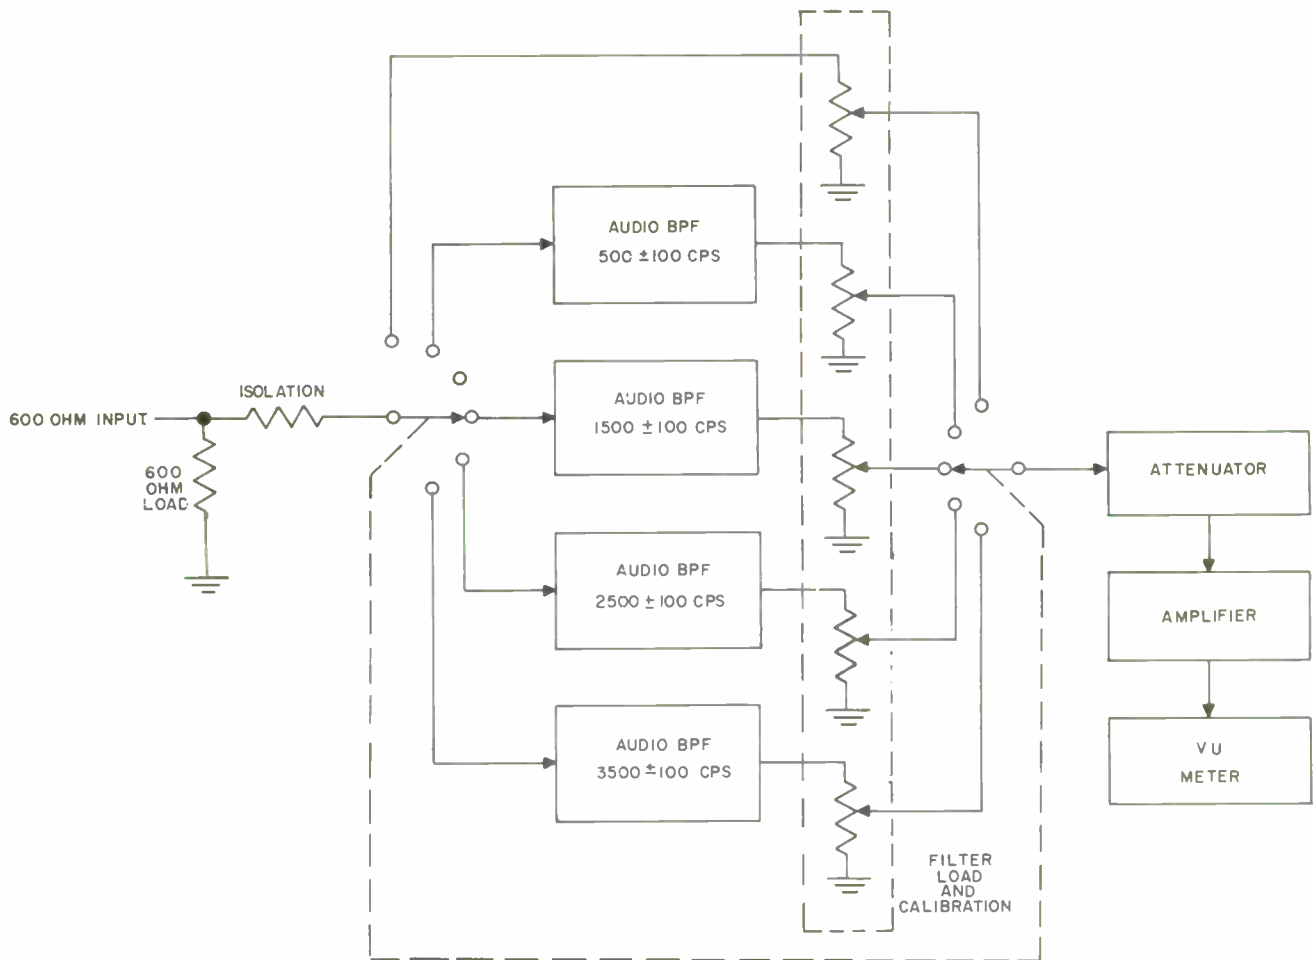 AUDIO BPF
500 ±100 CPS
ISOLATION
600 OHM INPUT
600
OHM
LOAD
AUDIO BPF
1500 ±100 CPS
ATTENUATOR
AUDIO BPF
2500 ±100 CPS
AMPLIFIER
AUDIO BPF
3500 ±100 CPS
VU
METER
FILTER
LOAD
AND
CALIBRATION